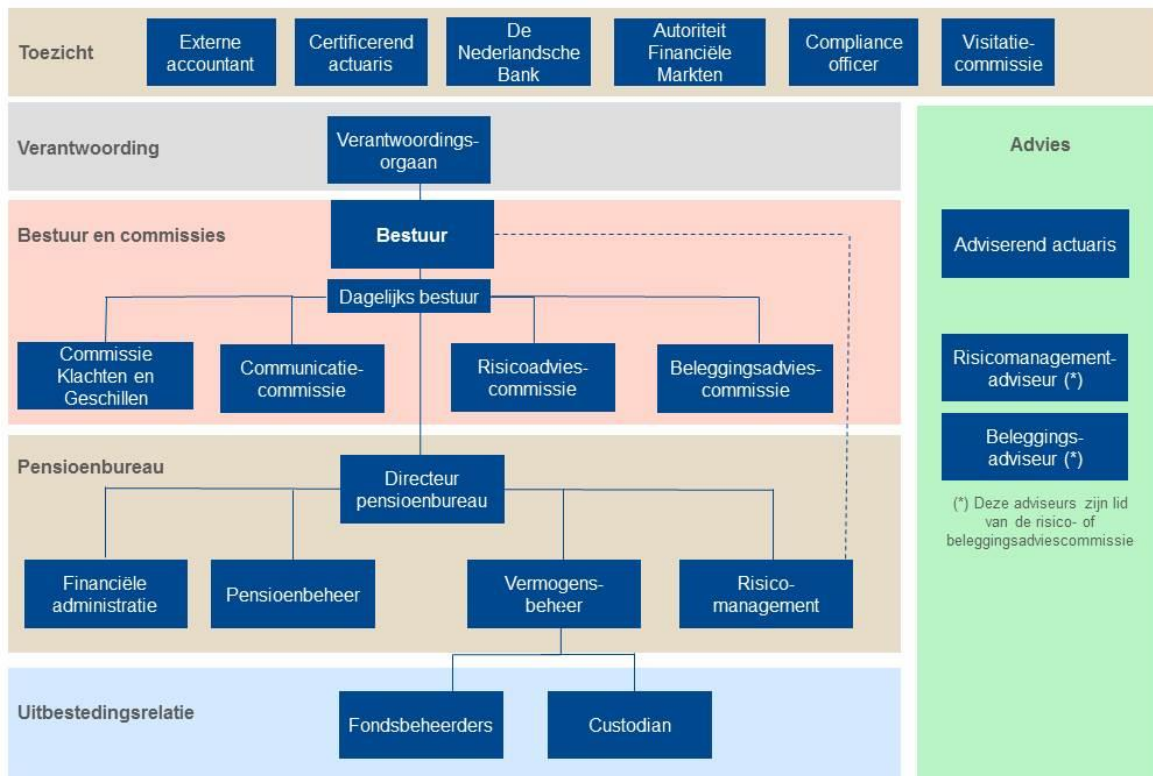 Toezicht
Externe
accountant
Certificerend
actuaris
De
Nederlandsche
Bank
Autoriteit
Financiële
Markten
Compliance
officer
Visitatie-
commissie
Verantwoording
Verantwoordings-
orgaan
Bestuur en commissies
Bestuur
Dagelijks bestuur
Commissie
Klachten en
Geschillen
Communicatie-
commissie
Risicoadvies-
commissie
Beleggingsadvies-
commissie
Pensioenbureau
Directeur
pensioenbureau
Financiële
administratie
Pensioenbeheer
Vermogens-
beheer
Risico-
management
Uitbestedingsrelatie
Fondsbeheerders
Custodian
Advies
Adviserend actuaris
Risicomanagement-
adviseur (*)
Beleggings-
adviseur (*)
(*) Deze adviseurs zijn lid
van de risico- of
beleggingsadviescommissie